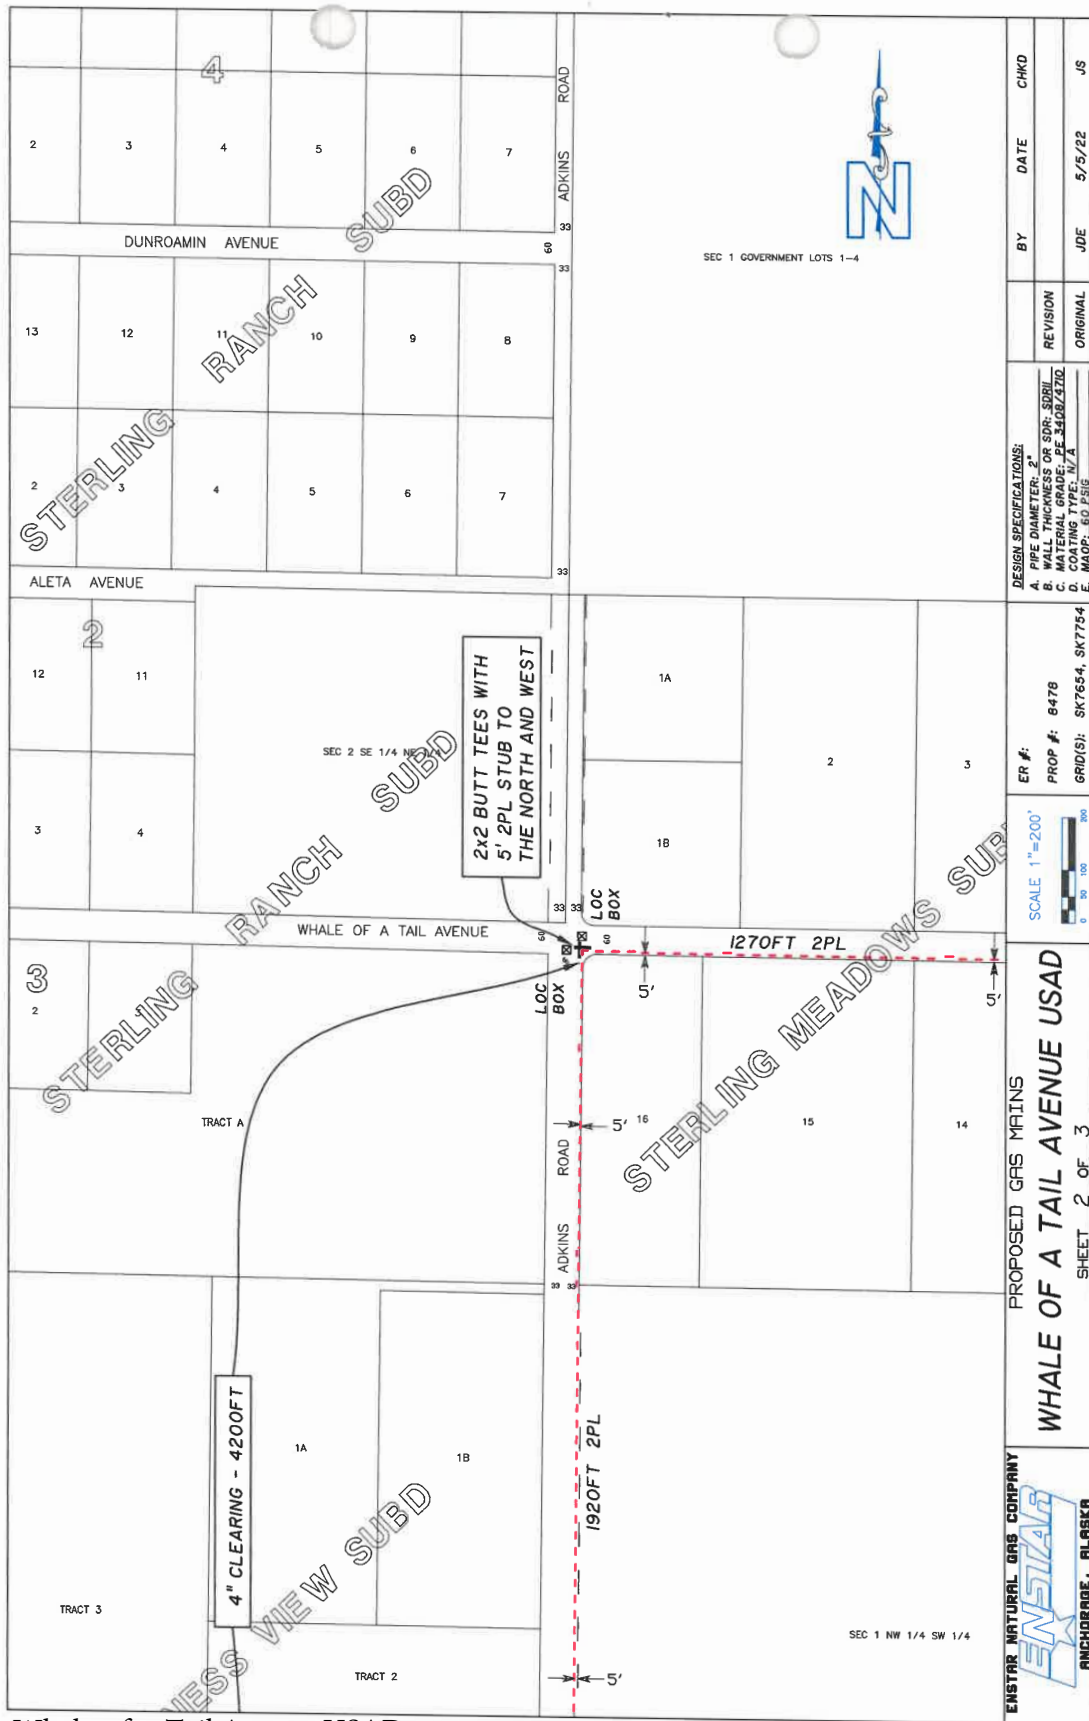 4
2
3
4
5
6
7
ROAD
ADKINS
DUNROAMIN AVENUE
60
33
33
SUBD
RANCH
STERLING
SEC 1 GOVERNMENT LOTS 1-4
N
13
12
11
10
9
8
2
3
4
5
6
7
33
ALETA AVENUE
2
12
11
3
4
SEC 2 SE 1/4 NE 1/4
SUBD
RANCH
STERLING
2x2 BUTT TEES WITH
5' 2PL STUB TO
THE NORTH AND WEST
1A
1B
2
3
33 33
LOC
BOX
WHALE OF A TAIL AVENUE
60
60
LOC
BOX
1270FT 2PL
5'
5'
STERLING MEADOWS
3
2
TRACT A
5'
16
15
14
ROAD
ADKINS
33 33
4" CLEARING - 4200FT
1A
1B
1920FT 2PL
VIEW SUBD
TRACT 3
TRACT 2
5'
SEC 1 NW 1/4 SW 1/4
BY DATE CHKD
REVISION
ORIGINAL JDE 5/5/22 JS
DESIGN SPECIFICATIONS:
A. PIPE DIAMETER: 2"
B. WALL THICKNESS OR SDR: SDR11
C. MATERIAL GRADE: PE 3408/4710
D. COATING TYPE: N/A
E. MAOP: 60 PSIG
ER #:
PROP #: 8478
GRID(S): SK7654, SK7754
SCALE 1"=200'
0 50 100 200
PROPOSED GAS MAINS
WHALE OF A TAIL AVENUE USAD
SHEET 2 OF 3
ENSTAR NATURAL GAS COMPANY
ENSTAR
ANCHORAGE, ALASKA